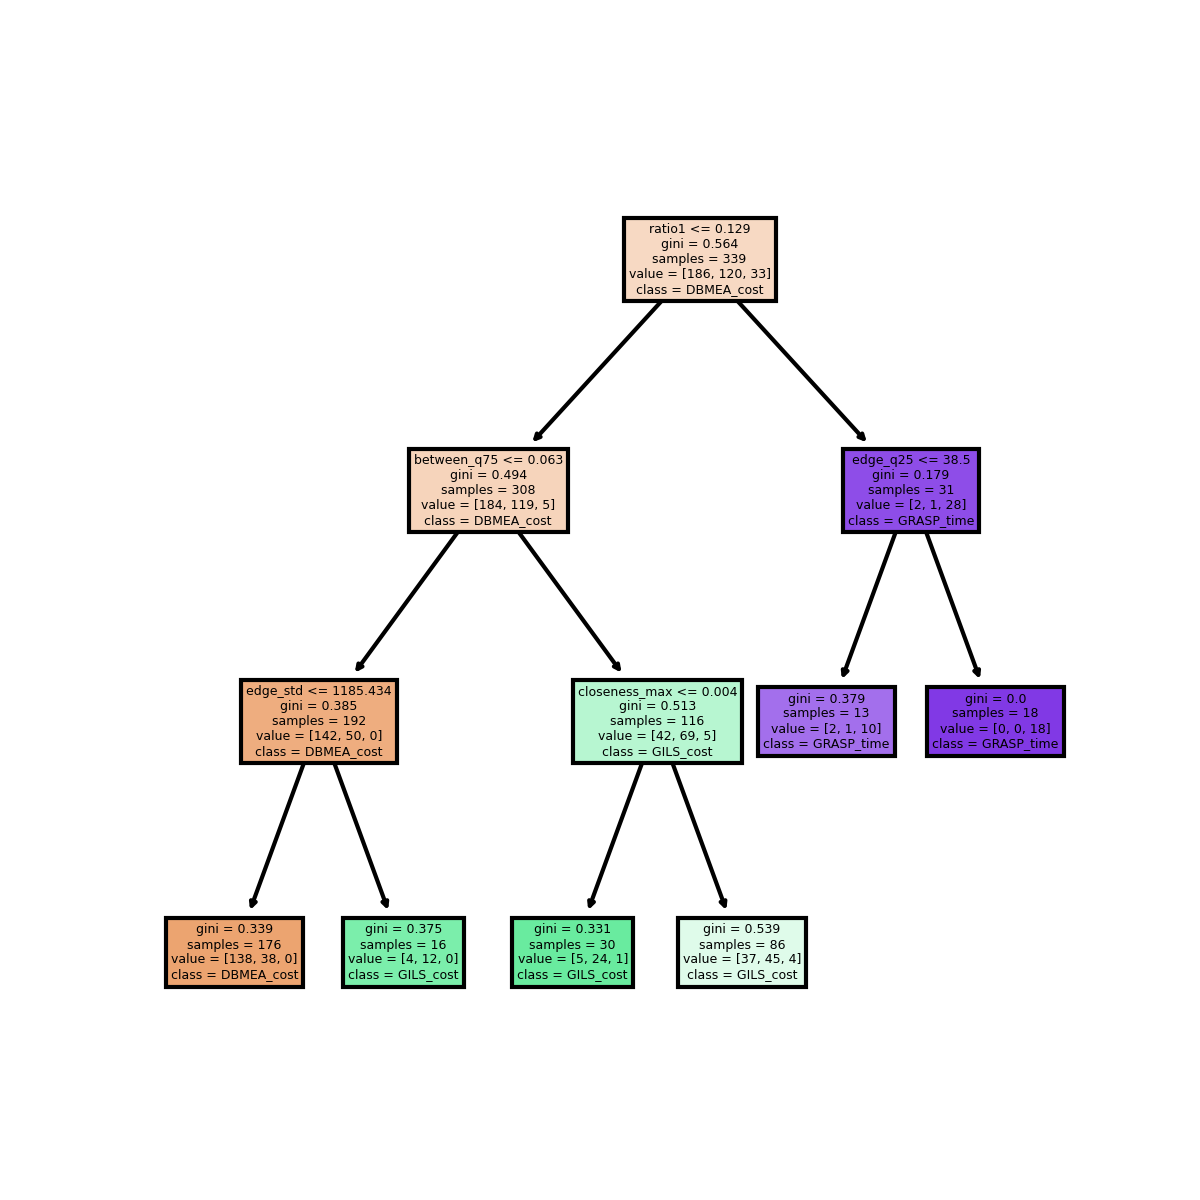 ratio1 <= 0.129
gini = 0.564
samples = 339
value = [186, 120, 33]
class = DBMEA_cost
between_q75 <= 0.063
gini = 0.494
samples = 308
value = [184, 119, 5]
class = DBMEA_cost
edge_q25 <= 38.5
gini = 0.179
samples = 31
value = [2, 1, 28]
class = GRASP_time
edge_std <= 1185.434
gini = 0.385
samples = 192
value = [142, 50, 0]
class = DBMEA_cost
closeness_max <= 0.004
gini = 0.513
samples = 116
value = [42, 69, 5]
class = GILS_cost
gini = 0.379
samples = 13
value = [2, 1, 10]
class = GRASP_time
gini = 0.0
samples = 18
value = [0, 0, 18]
class = GRASP_time
gini = 0.339
samples = 176
value = [138, 38, 0]
class = DBMEA_cost
gini = 0.375
samples = 16
value = [4, 12, 0]
class = GILS_cost
gini = 0.331
samples = 30
value = [5, 24, 1]
class = GILS_cost
gini = 0.539
samples = 86
value = [37, 45, 4]
class = GILS_cost